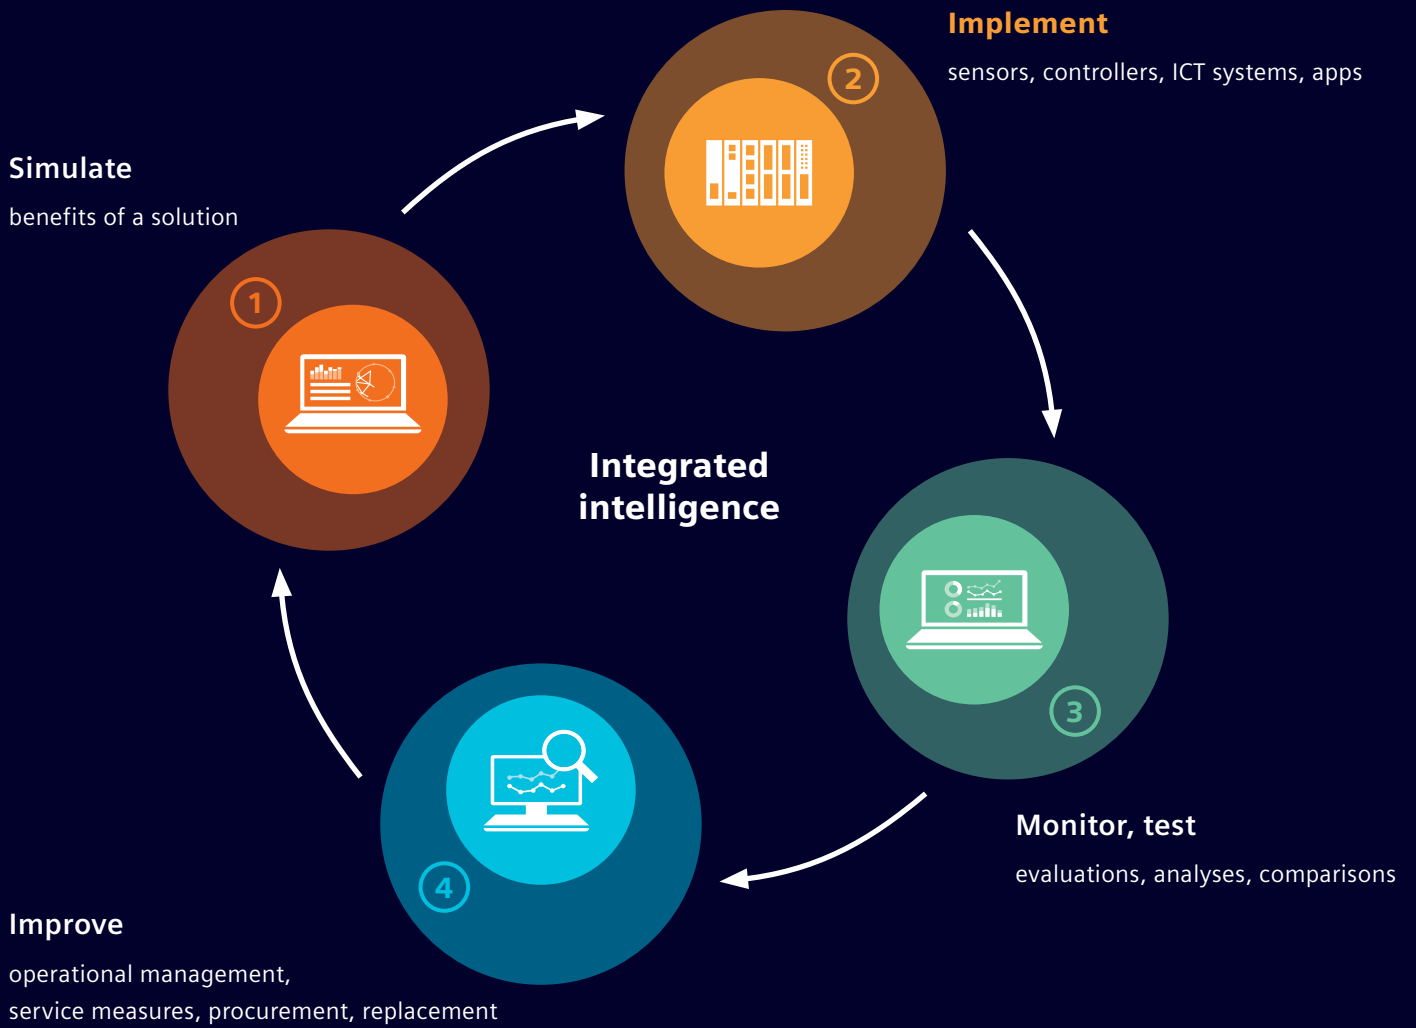 Simulate
benefits of a solution
1
Implement
sensors, controllers, ICT systems, apps
2
Integrated
intelligence
3
Monitor, test
evaluations, analyses, comparisons
4
Improve
operational management,
service measures, procurement, replacement